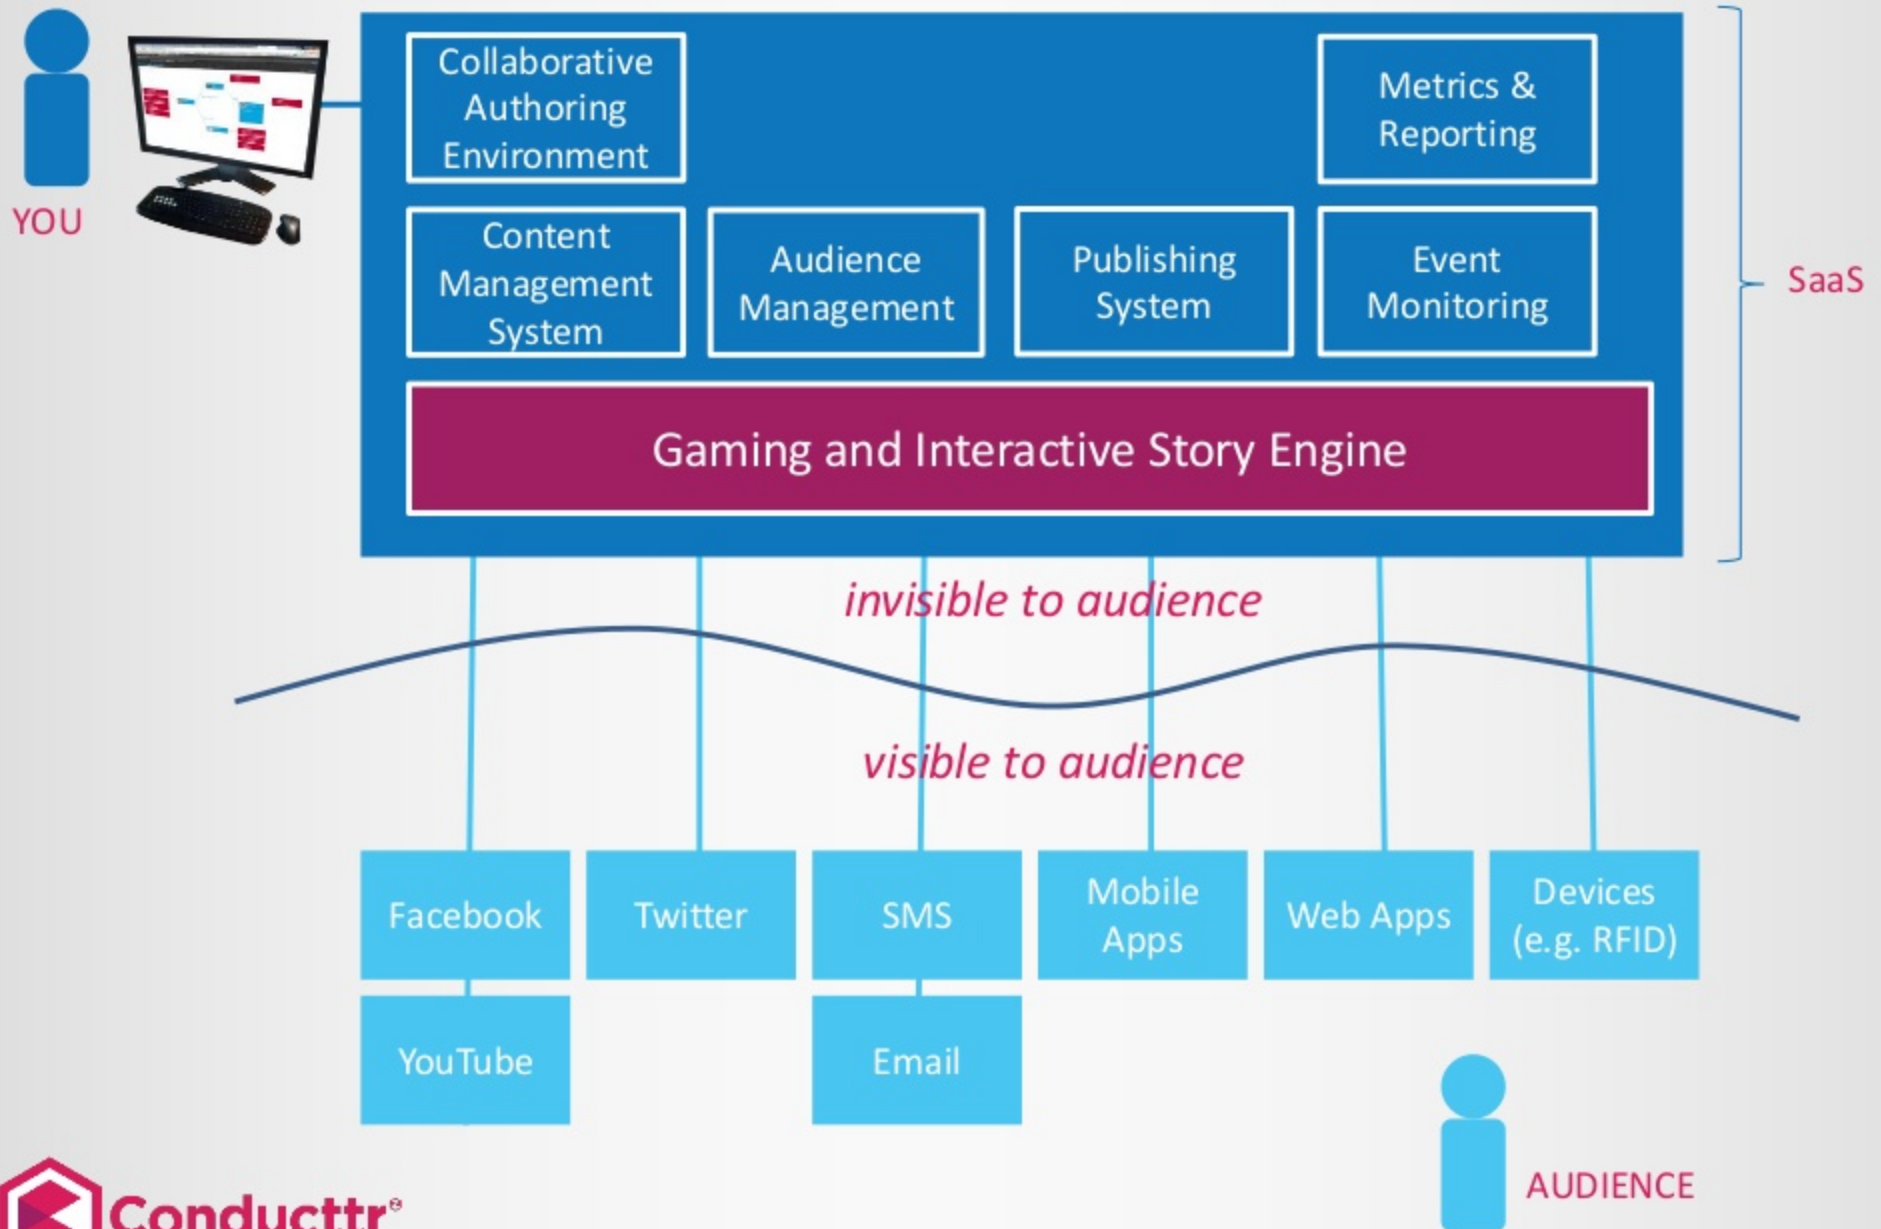 YOU
Collaborative
Authoring
Environment
Metrics &
Reporting
Content
Management
System
Audience
Management
Publishing
System
Event
Monitoring
SaaS
Gaming and Interactive Story Engine
invisible to audience
visible to audience
Facebook
Twitter
SMS
Mobile
Apps
Web Apps
Devices
(e.g. RFID)
YouTube
Email
AUDIENCE
Conducttr®